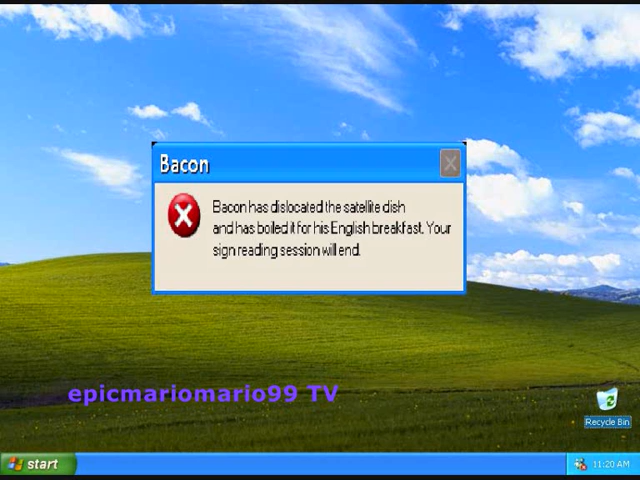 Bacon
Bacon has dislocated the satellite dish
and has boiled it for his English breakfast. Your
sign reading session will end.
epicmariomario99 TV
Recycle Bin
start
11:20 AM